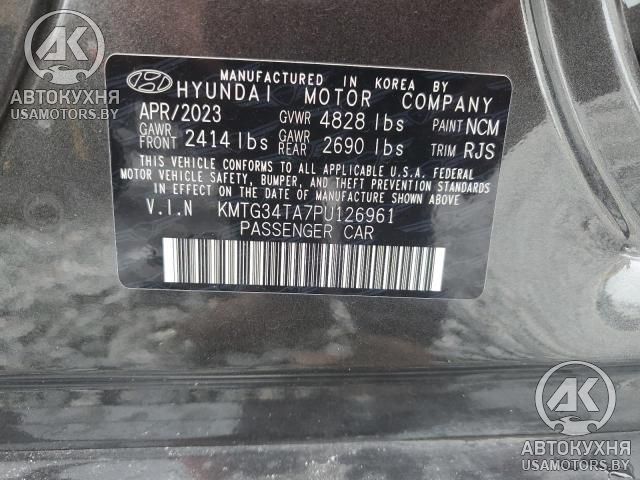 АК
АВТОКУХНЯ
USAMOTORS.BY
MANUFACTURED IN KOREA BY
HYUNDAI MOTOR COMPANY
APR/2023 GVWR 4828 lbs PAINT NCM
GAWR FRONT 2414 lbs GAWR REAR 2690 lbs TRIM RJS
THIS VEHICLE CONFORMS TO ALL APPLICABLE U.S.A. FEDERAL
MOTOR VEHICLE SAFETY, BUMPER, AND THEFT PREVENTION STANDARDS
IN EFFECT ON THE DATE OF MANUFACTURE SHOWN ABOVE
V.I.N KMTG34TA7PU126961
PASSENGER CAR
АК
АВТОКУХНЯ
USAMOTORS.BY